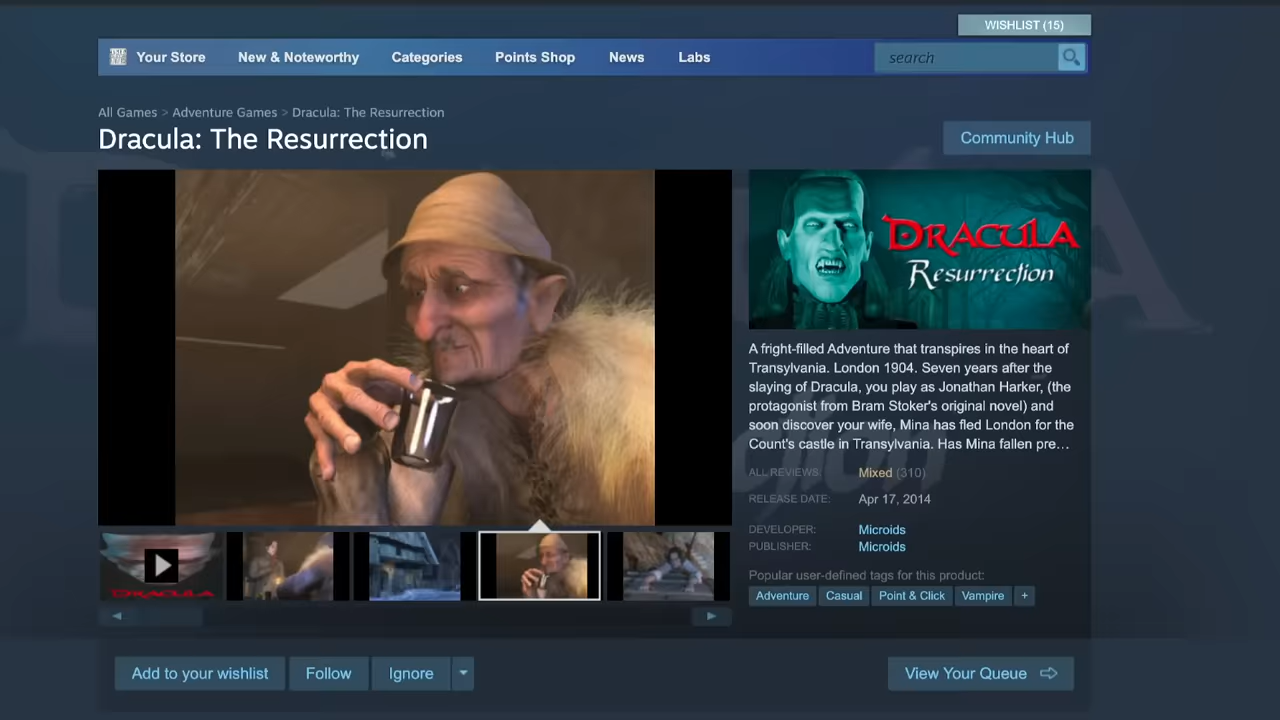 WISHLIST (15)
Your Store
New & Noteworthy
Categories
Points Shop
News
Labs
search
All Games > Adventure Games > Dracula: The Resurrection
Dracula: The Resurrection
Community Hub
DRACULA
Resurrection
A fright-filled Adventure that transpires in the heart of
Transylvania. London 1904. Seven years after the
slaying of Dracula, you play as Jonathan Harker, (the
protagonist from Bram Stoker's original novel) and
soon discover your wife, Mina has fled London for the
Count's castle in Transylvania. Has Mina fallen pre…
ALL REVIEWS: Mixed (310)
RELEASE DATE: Apr 17, 2014
DEVELOPER: Microids
PUBLISHER: Microids
Popular user-defined tags for this product:
Adventure Casual Point & Click Vampire +
DRACULA
Add to your wishlist
Follow
Ignore
View Your Queue